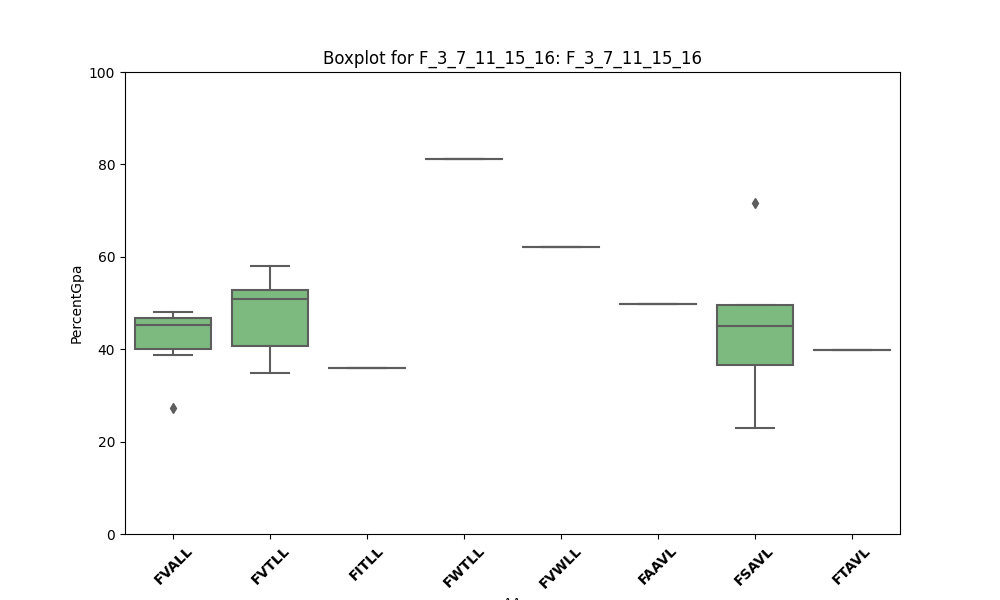 Boxplot for F_3_7_11_15_16: F_3_7_11_15_16
100
80
60
40
20
0
PercentGpa
FVALL
FVTLL
FITLL
FWTLL
FVWLL
FAAVL
FSAVL
FTAVL